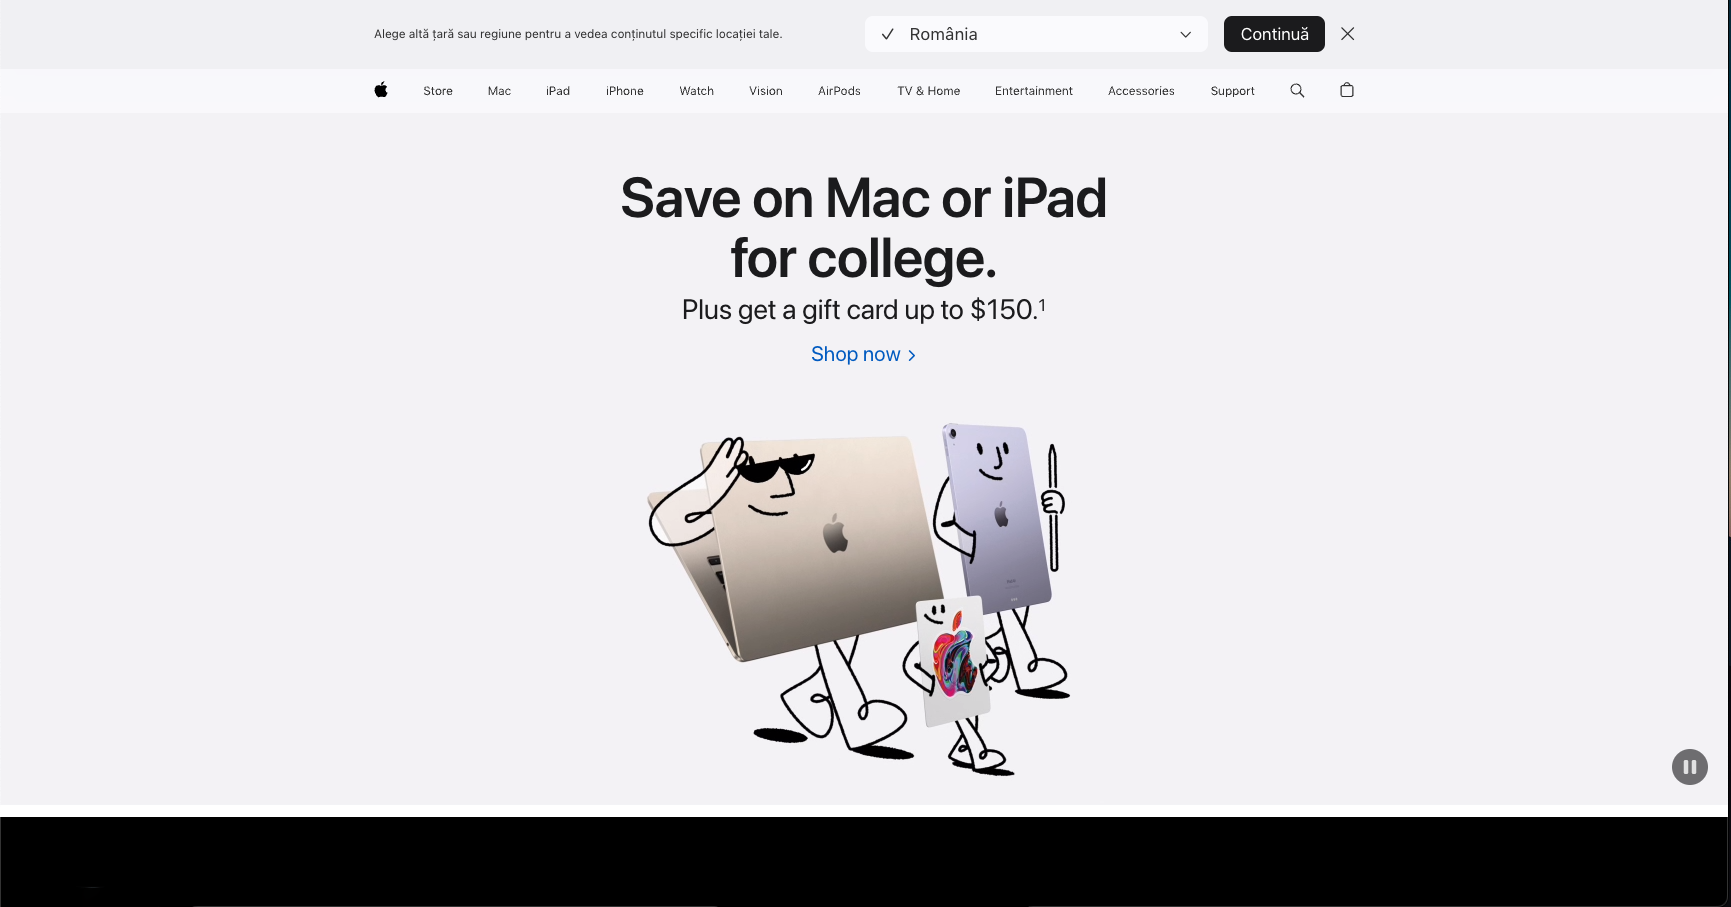 Alege altă țară sau regiune pentru a vedea conținutul specific locației tale.
România
Continuă
Store Mac iPad iPhone Watch Vision AirPods TV & Home Entertainment Accessories Support
Save on Mac or iPad
for college.
Plus get a gift card up to $150.¹
Shop now